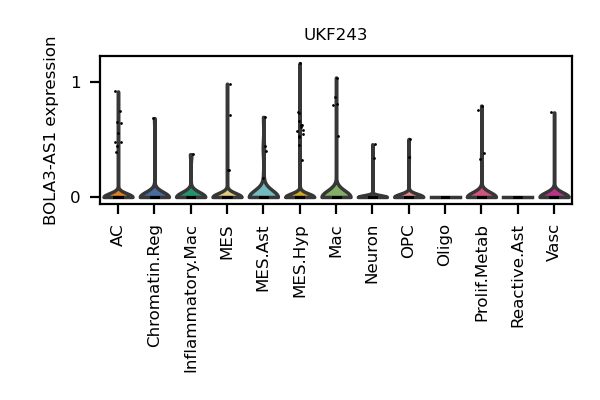 UKF243
BOLA3-AS1 expression
1
0
AC
Chromatin.Reg
Inflammatory.Mac
MES
MES.Ast
MES.Hyp
Mac
Neuron
OPC
Oligo
Prolif.Metab
Reactive.Ast
Vasc